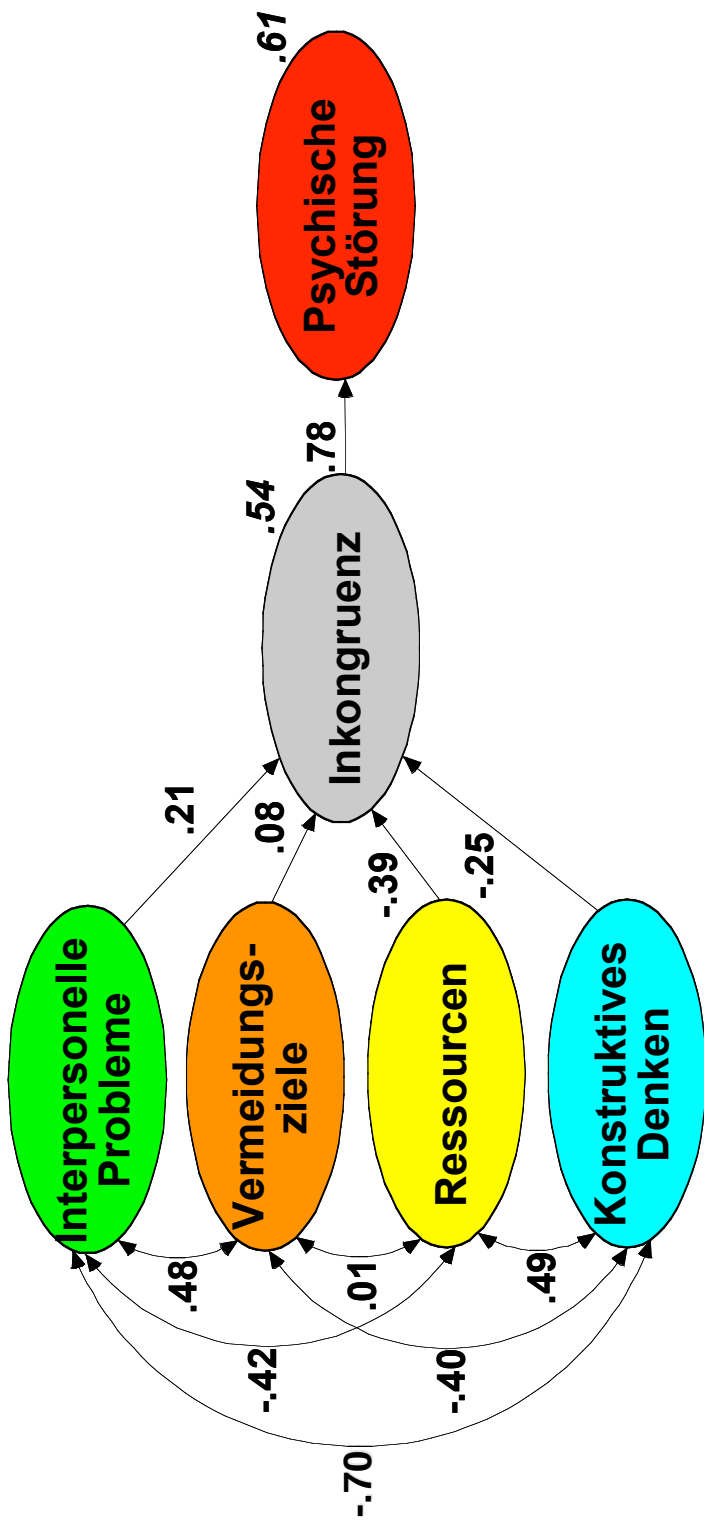 Interpersonelle
Probleme
Vermeidungs-
ziele
Ressourcen
Konstruktives
Denken
Inkongruenz
Psychische
Störung
.48
-.42
.01
-.40
.49
-.70
.21
.08
-.39
-.25
.54
.78
.61